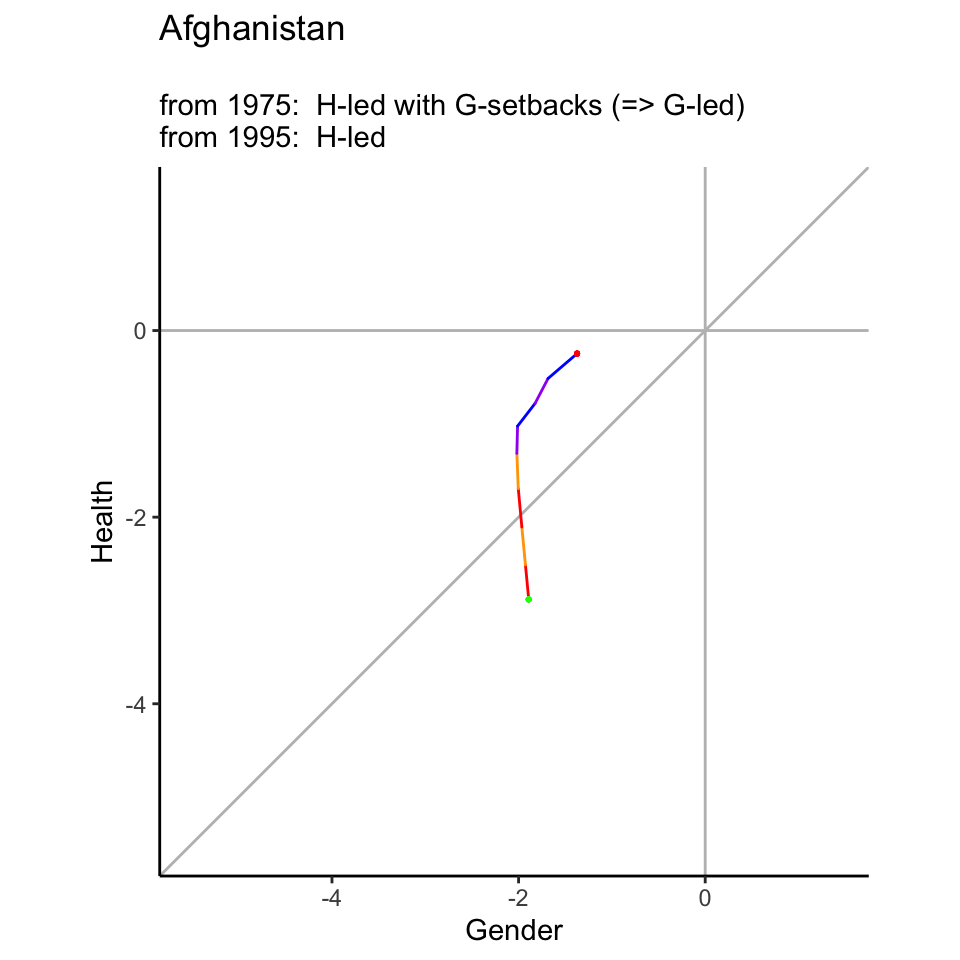 Afghanistan
from 1975:  H-led with G-setbacks (=> G-led)
from 1995:  H-led
0
-2
-4
Health
-4
-2
0
Gender